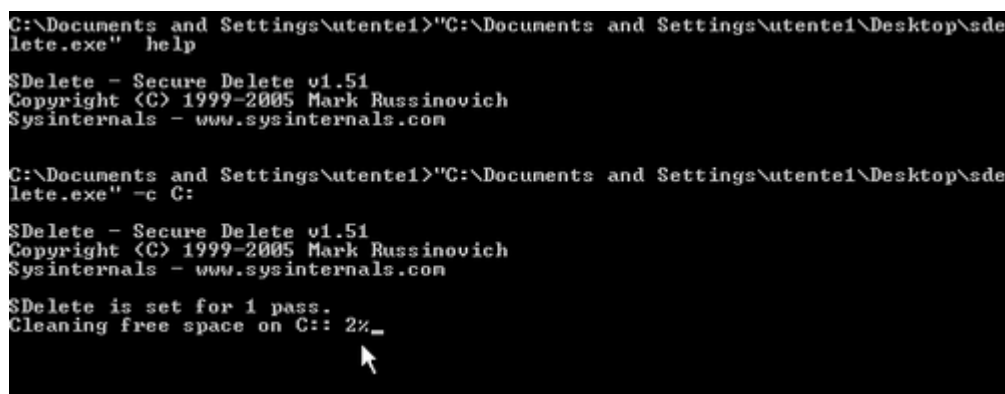 C:\Documents and Settings\utente1>"C:\Documents and Settings\utente1\Desktop\sde
lete.exe"  help
SDelete - Secure Delete v1.51
Copyright (C) 1999-2005 Mark Russinovich
Sysinternals - www.sysinternals.com
C:\Documents and Settings\utente1>"C:\Documents and Settings\utente1\Desktop\sde
lete.exe" -c C:
SDelete - Secure Delete v1.51
Copyright (C) 1999-2005 Mark Russinovich
Sysinternals - www.sysinternals.com
SDelete is set for 1 pass.
Cleaning free space on C:: 2%_